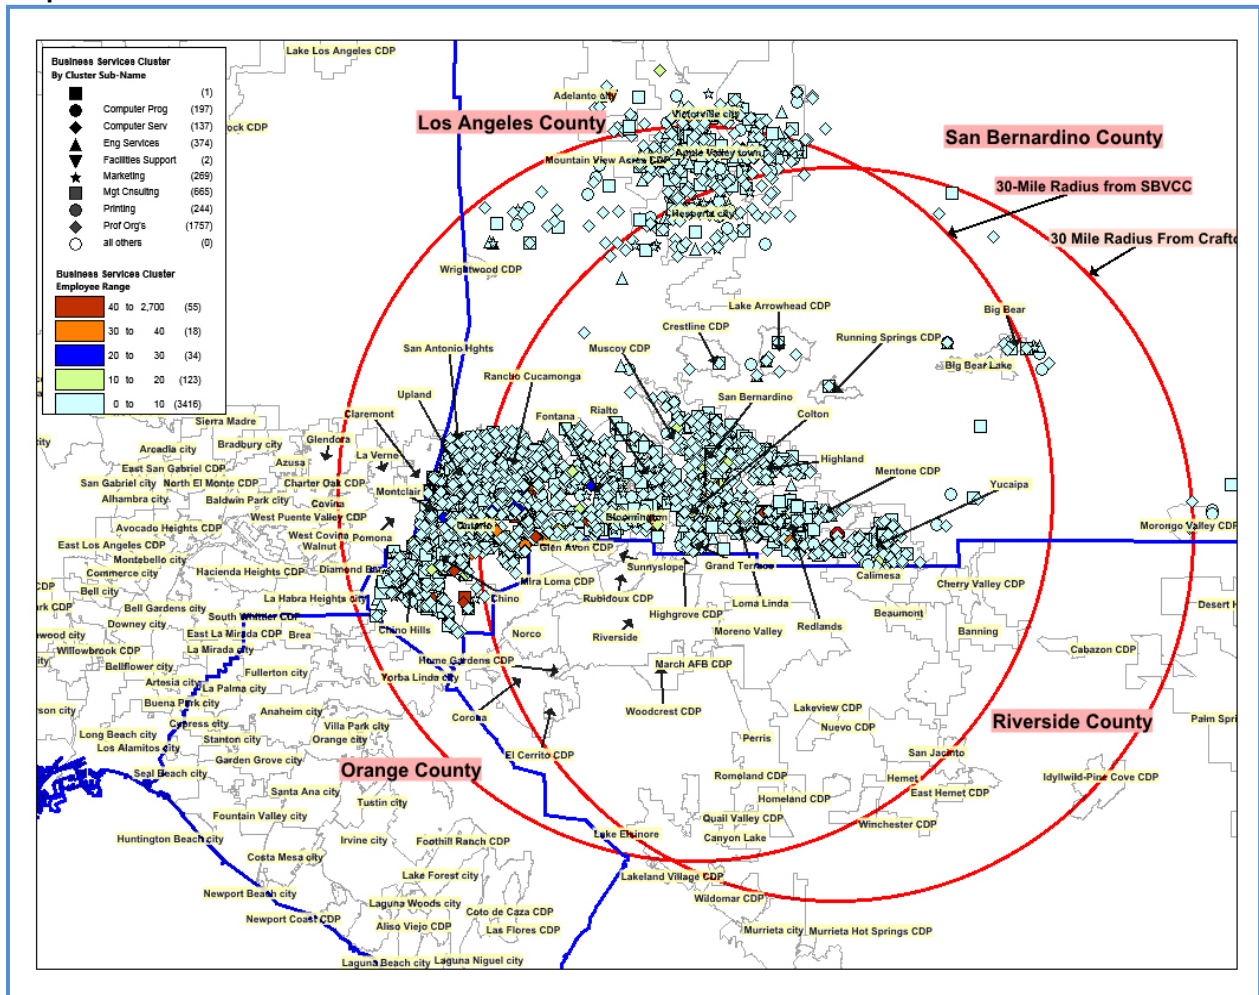 Lake Los Angeles CDP
Business Services Cluster
By Cluster Sub-Name
(1)
Computer Prog (197)
Computer Serv (137)
Eng Services (374)
Facilities Support (2)
Marketing (269)
Mgt Cnsulting (665)
Printing (244)
Prof Org's (1757)
all others (0)
Business Services Cluster
Employee Range
40 to 2,700 (55)
30 to 40 (18)
20 to 30 (34)
10 to 20 (123)
0 to 10 (3416)
ock CDP
Adelanto city
Los Angeles County
Victorville city
San Bernardino County
Mountain View Acres CDP
Apple Valley town
30-Mile Radius from SBVCC
Hesperia city
30 Mile Radius From Crafto
Wrightwood CDP
Lake Arrowhead CDP
Big Bear
Crestline CDP
Running Springs CDP
San Antonio Hghts
Muscoy CDP
Big Bear Lake
Rancho Cucamonga
Upland
San Bernardino
Claremont
Fontana
Rialto
Colton
Sierra Madre
ity
Arcadia city
Bradbury city
Glendora
La Verne
Highland
East San Gabriel CDP
Azusa
Mentone CDP
San Gabriel city
North El Monte CDP
Charter Oak CDP
Yucaipa
Alhambra city
Baldwin Park city
Covina
Montclair
West Puente Valley CDP
Ontario
Bloomington
Avocado Heights CDP
West Covina
Walnut
Pomona
Morongo Valley CDP
East Los Angeles CDP
Glen Avon CDP
Montebello city
Sunnyslope
Grand Terrace
Commerce city
Hacienda Heights CDP
Diamond Bar
Calimesa
Mira Loma CDP
Cherry Valley CDP
CDP
Bell city
La Habra Heights city
Chino
Rubidoux CDP
Loma Linda
rk CDP
Bell Gardens city
Highgrove CDP
Beaumont
Desert H
South Whittier CDP
Downey city
Redlands
wood city
East La Mirada CDP
Brea
Chino Hills
Norco
Riverside
Moreno Valley
Banning
Willowbrook CDP
La Mirada city
Cabazon CDP
ity
Bellflower city
Fullerton city
Home Gardens CDP
March AFB CDP
Artesia city
La Palma city
Yorba Linda city
Buena Park city
rson city
Anaheim city
Corona
Woodcrest CDP
Lakeview CDP
Riverside County
Palm Spri
Cypress city
Villa Park city
Nuevo CDP
Long Beach city
Stanton city
Orange city
Perris
Los Alamitos city
El Cerrito CDP
San Jacinto
Garden Grove city
Orange County
Seal Beach city
Romoland CDP
Hemet
Idyllwild-Pine Cove CDP
Santa Ana city
Tustin city
Homeland CDP
East Hemet CDP
Fountain Valley city
Quail Valley CDP
Winchester CDP
Huntington Beach city
Irvine city
Foothill Ranch CDP
Lake Elsinore
Canyon Lake
Costa Mesa city
Lake Forest city
Lakeland Village CDP
Newport Beach city
Laguna Woods city
Wildomar CDP
Newport Coast CDP
Coto de Caza CDP
Aliso Viejo CDP
Las Flores CDP
Murrieta city
Murrieta Hot Springs CDP
Laguna Beach city
Laguna Niguel city